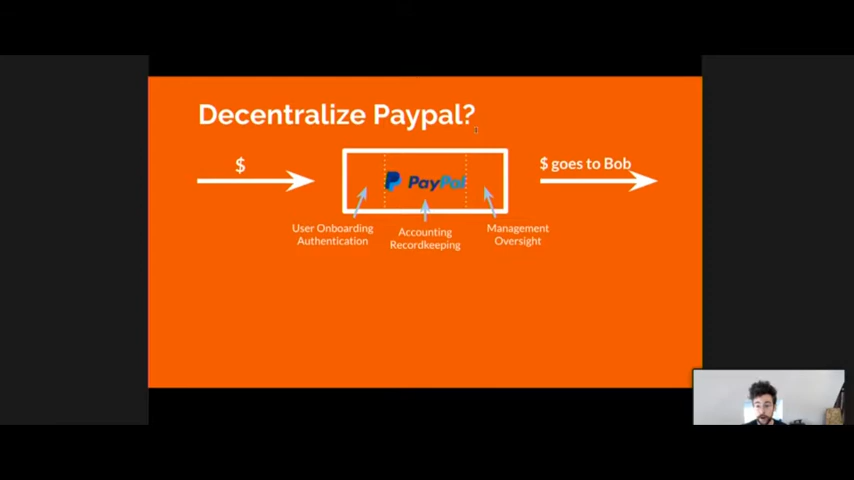 Decentralize Paypal?
$
PayPal
$ goes to Bob
User Onboarding
Authentication
Accounting
Recordkeeping
Management
Oversight